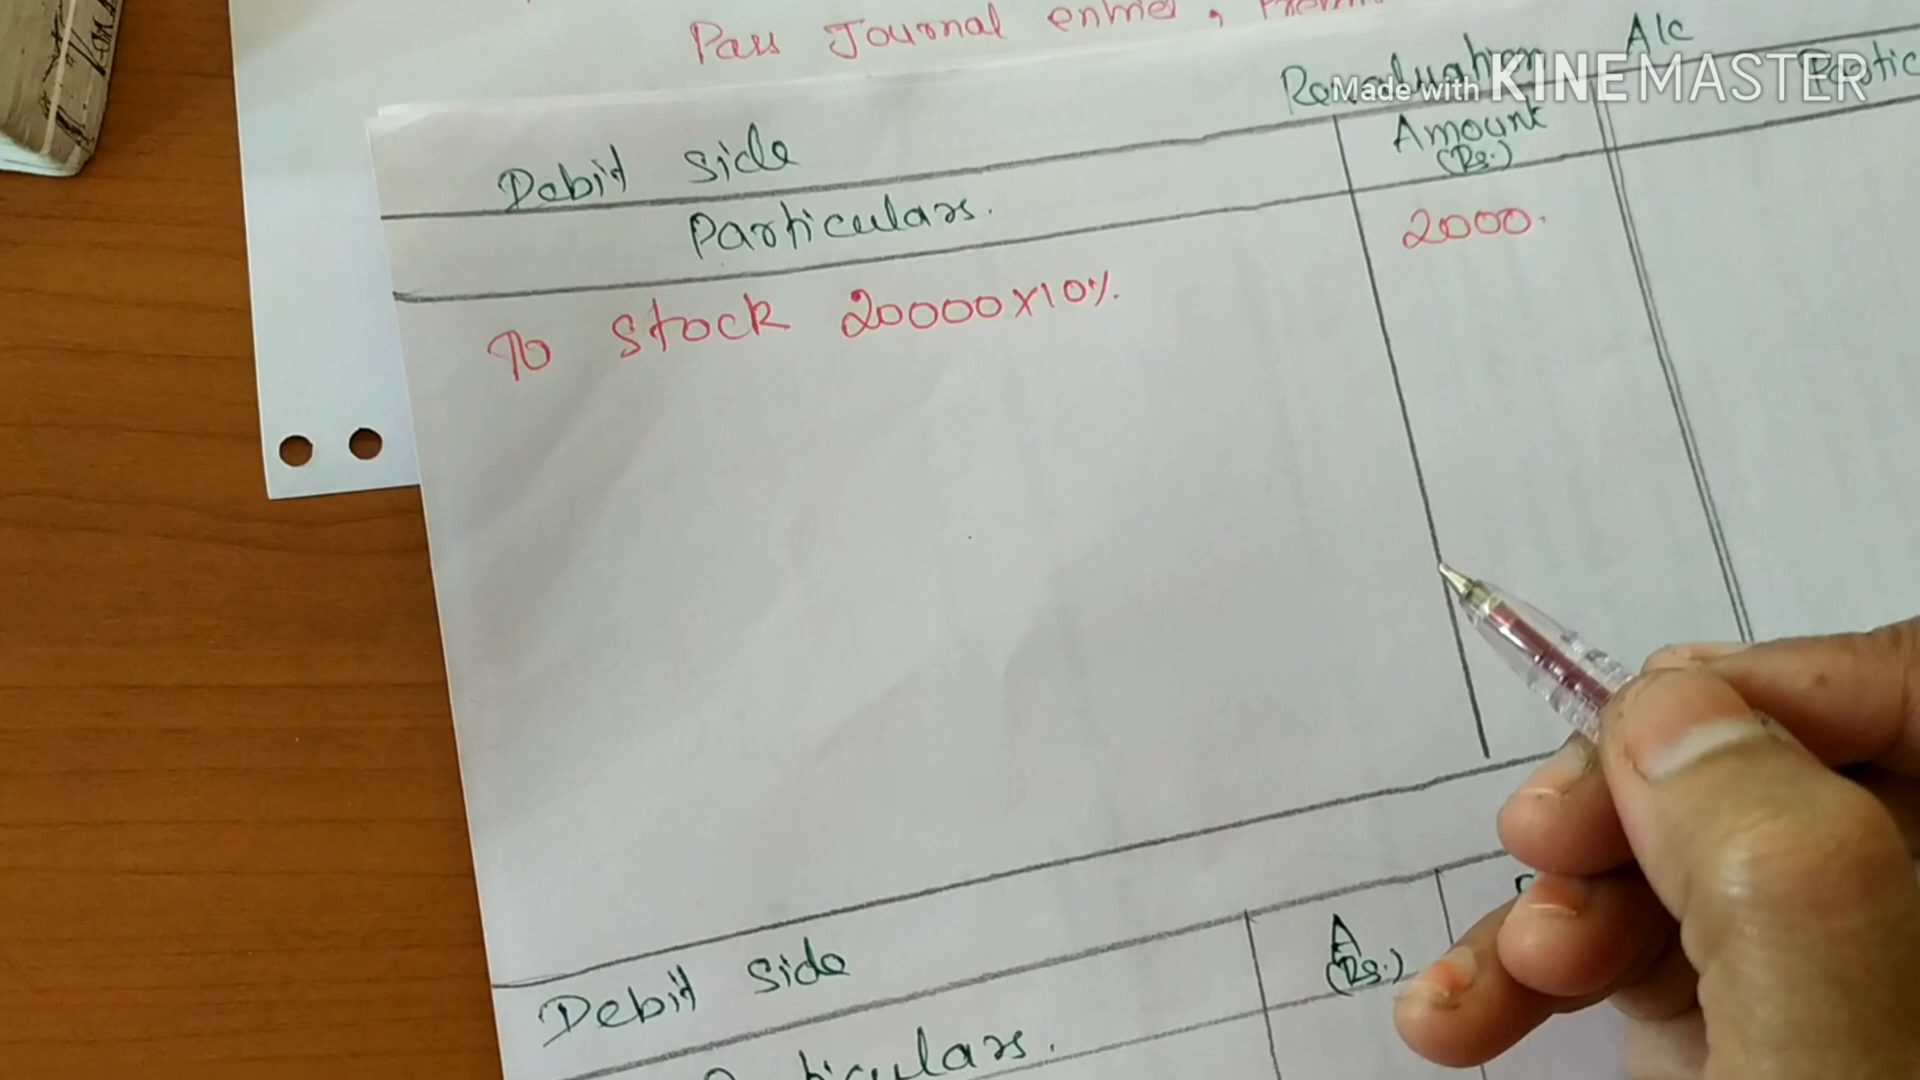 Pass Journal entries,
Revaluation A/c
Made with KINEMASTER
Debit side
Amount
(Rs.)
Particulars.
2000.
To Stock 20000x10%.
Debit Side
A
(Rs.)